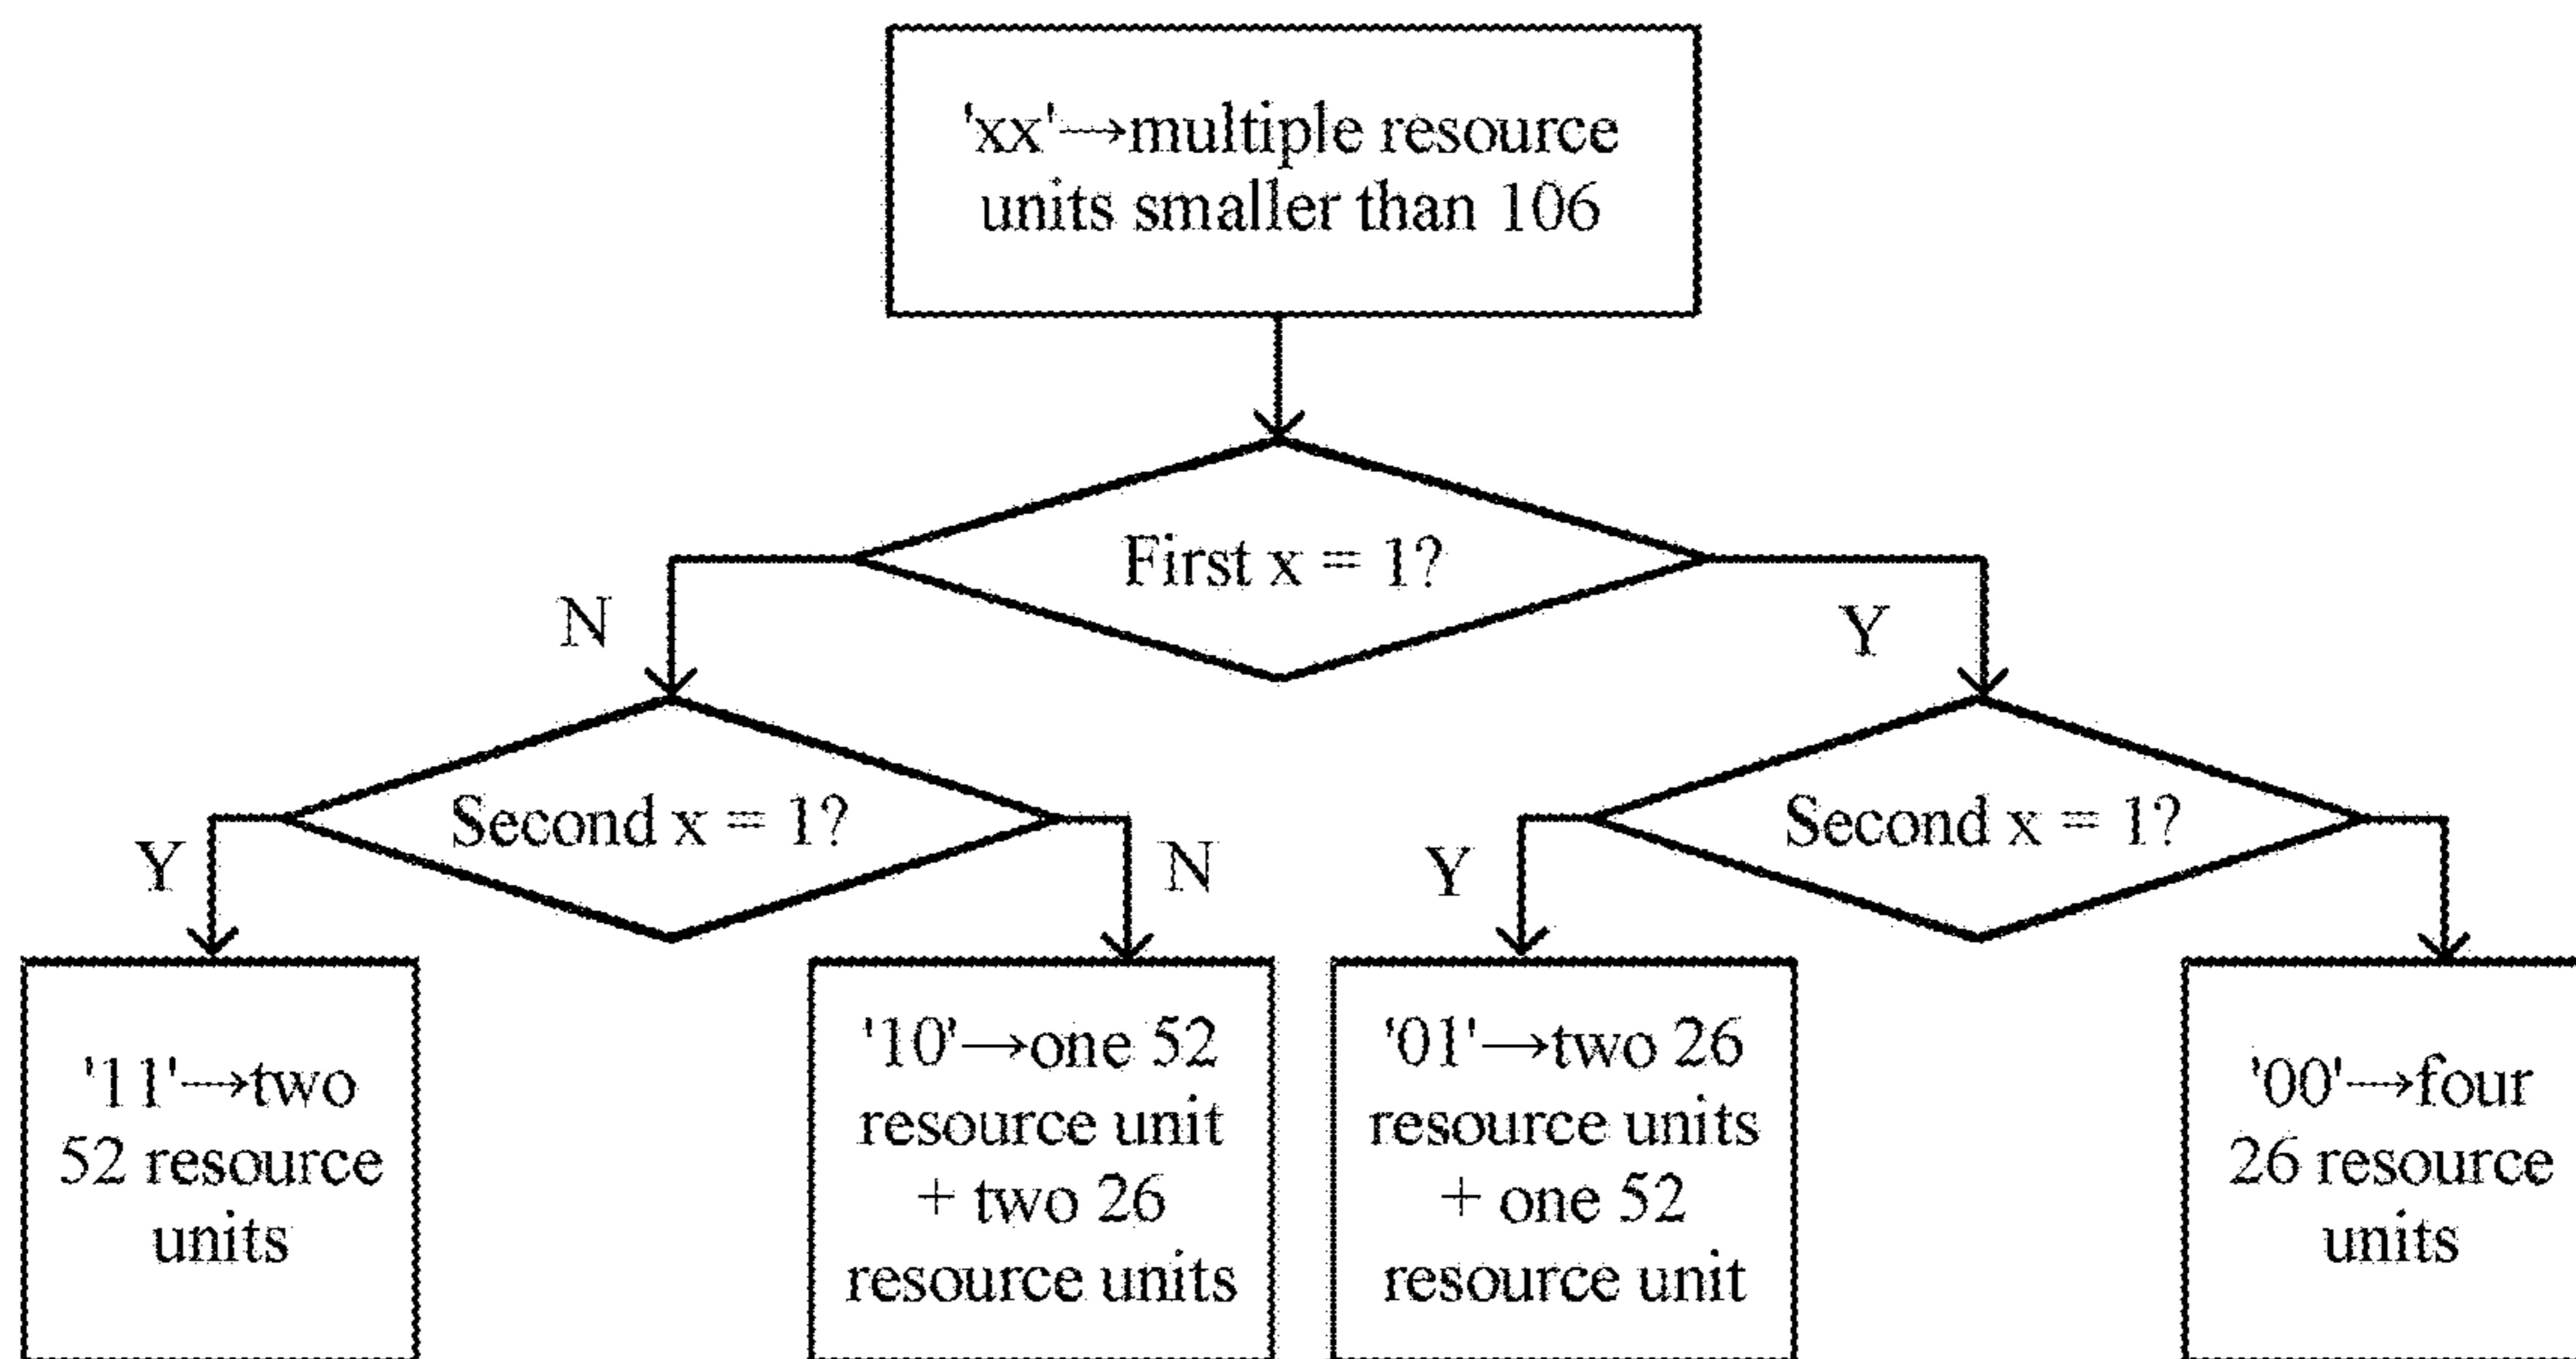 'xx'→multiple resource
units smaller than 106
First x = 1?
N
Y
Second x = 1?
Second x = 1?
Y
N
Y
'11'→two
52 resource
units
'10'→one 52
resource unit
+ two 26
resource units
'01'→two 26
resource units
+ one 52
resource unit
'00'→four
26 resource
units